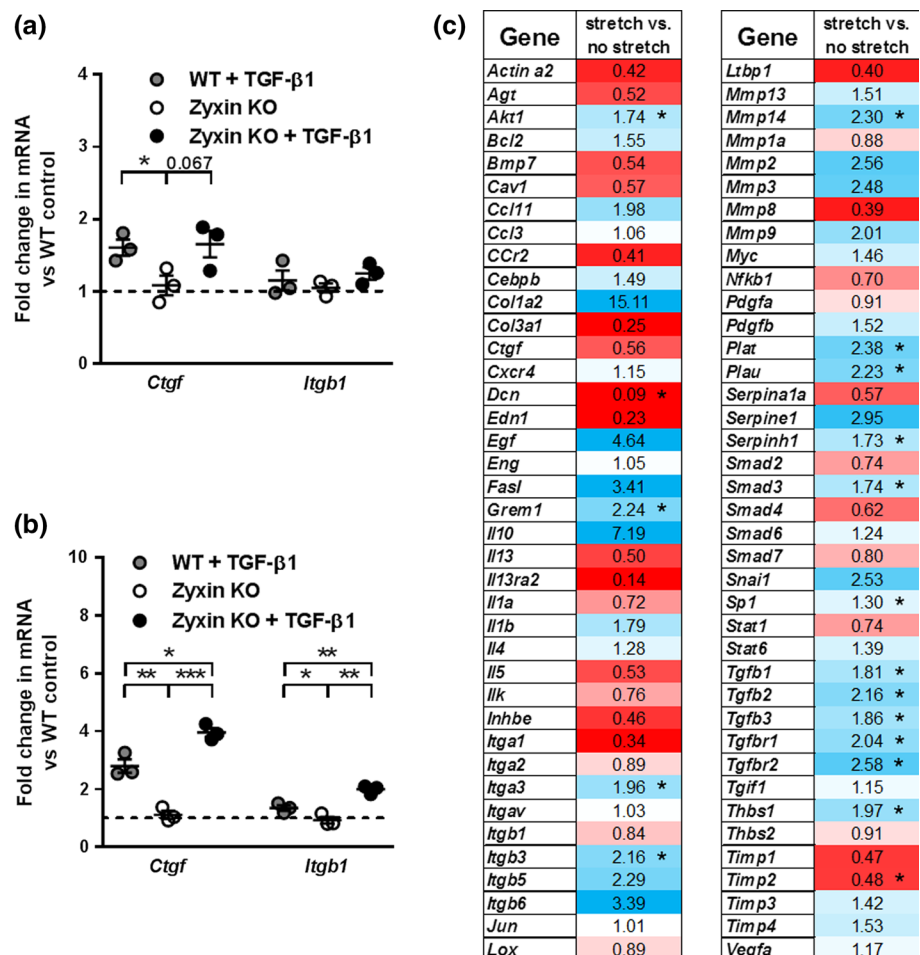 (a)
4
3
2
1
0
Fold change in mRNA
vs WT control
WT + TGF-β1
Zyxin KO
Zyxin KO + TGF-β1
* 0.067
Ctgf Itgb1
(b)
10
8
6
4
2
0
Fold change in mRNA
vs WT control
WT + TGF-β1
Zyxin KO
Zyxin KO + TGF-β1
* **
** *** * **
Ctgf Itgb1
(c)
Gene stretch vs. no stretch
Actin a2 0.42
Agt 0.52
Akt1 1.74 *
Bcl2 1.55
Bmp7 0.54
Cav1 0.57
Ccl11 1.98
Ccl3 1.06
CCr2 0.41
Cebpb 1.49
Col1a2 15.11
Col3a1 0.25
Ctgf 0.56
Cxcr4 1.15
Dcn 0.09 *
Edn1 0.23
Egf 4.64
Eng 1.05
Fasl 3.41
Grem1 2.24 *
Il10 7.19
Il13 0.50
Il13ra2 0.14
Il1a 0.72
Il1b 1.79
Il4 1.28
Il5 0.53
Ilk 0.76
Inhbe 0.46
Itga1 0.34
Itga2 0.89
Itga3 1.96 *
Itgav 1.03
Itgb1 0.84
Itgb3 2.16 *
Itgb5 2.29
Itgb6 3.39
Jun 1.01
Lox 0.89
Gene stretch vs. no stretch
Ltbp1 0.40
Mmp13 1.51
Mmp14 2.30 *
Mmp1a 0.88
Mmp2 2.56
Mmp3 2.48
Mmp8 0.39
Mmp9 2.01
Myc 1.46
Nfkb1 0.70
Pdgfa 0.91
Pdgfb 1.52
Plat 2.38 *
Plau 2.23 *
Serpina1a 0.57
Serpine1 2.95
Serpinh1 1.73 *
Smad2 0.74
Smad3 1.74 *
Smad4 0.62
Smad6 1.24
Smad7 0.80
Snai1 2.53
Sp1 1.30 *
Stat1 0.74
Stat6 1.39
Tgfb1 1.81 *
Tgfb2 2.16 *
Tgfb3 1.86 *
Tgfbr1 2.04 *
Tgfbr2 2.58 *
Tgif1 1.15
Thbs1 1.97 *
Thbs2 0.91
Timp1 0.47
Timp2 0.48 *
Timp3 1.42
Timp4 1.53
Vegfa 1.17